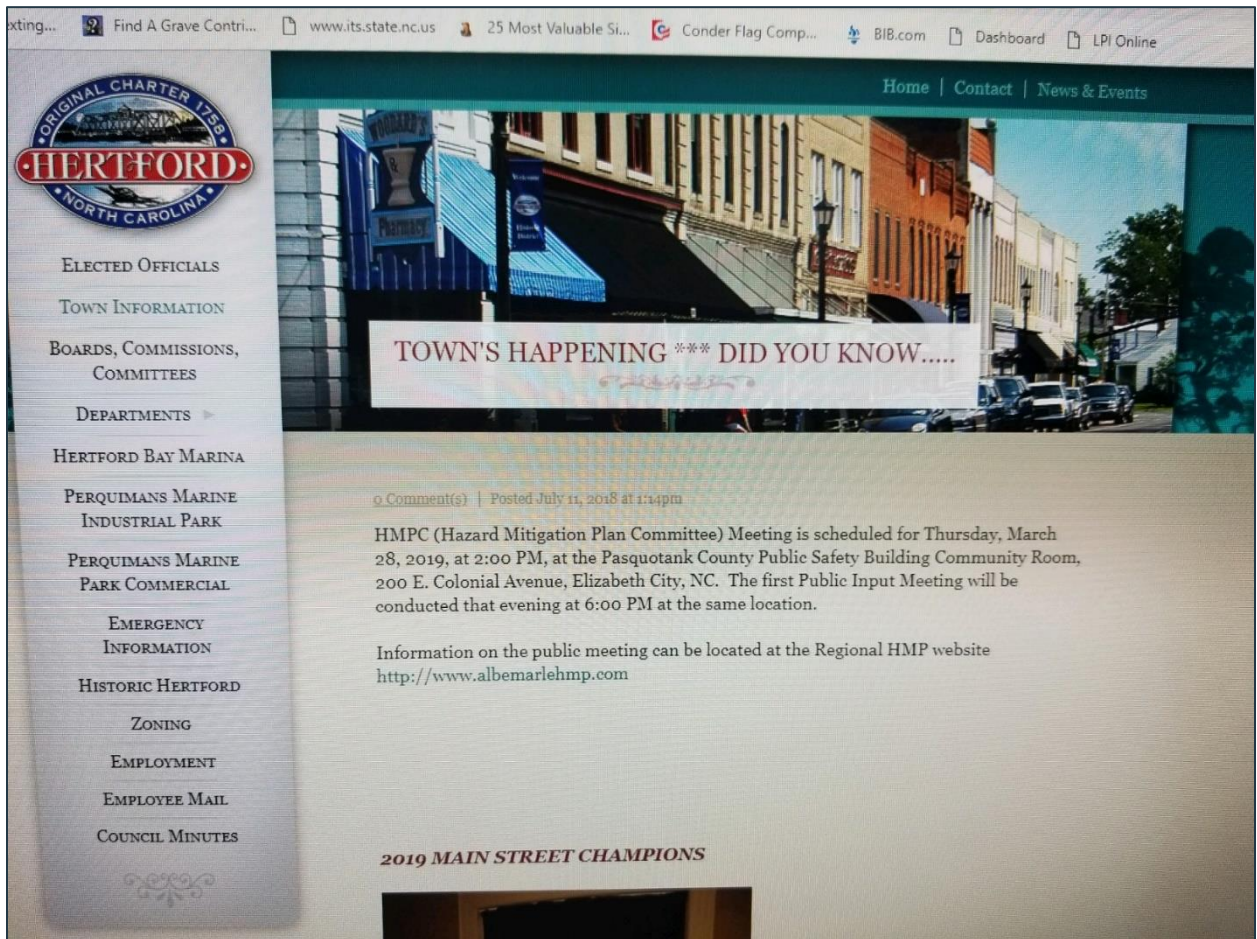 xting...
Find A Grave Contri...
www.its.state.nc.us
25 Most Valuable Si...
Conder Flag Comp...
BIB.com
Dashboard
LPI Online
ORIGINAL CHARTER 1758
HERTFORD
NORTH CAROLINA
Home | Contact | News & Events
WOODARD'S
Pharmacy
Welcome
TOWN'S HAPPENING *** DID YOU KNOW.....
ELECTED OFFICIALS
TOWN INFORMATION
BOARDS, COMMISSIONS,
COMMITTEES
DEPARTMENTS
HERTFORD BAY MARINA
PERQUIMANS MARINE
INDUSTRIAL PARK
PERQUIMANS MARINE
PARK COMMERCIAL
EMERGENCY
INFORMATION
HISTORIC HERTFORD
ZONING
EMPLOYMENT
EMPLOYEE MAIL
COUNCIL MINUTES
0 Comment(s) | Posted July 11, 2018 at 1:14pm
HMPC (Hazard Mitigation Plan Committee) Meeting is scheduled for Thursday, March
28, 2019, at 2:00 PM, at the Pasquotank County Public Safety Building Community Room,
200 E. Colonial Avenue, Elizabeth City, NC. The first Public Input Meeting will be
conducted that evening at 6:00 PM at the same location.
Information on the public meeting can be located at the Regional HMP website
http://www.albemarlehmp.com
2019 MAIN STREET CHAMPIONS